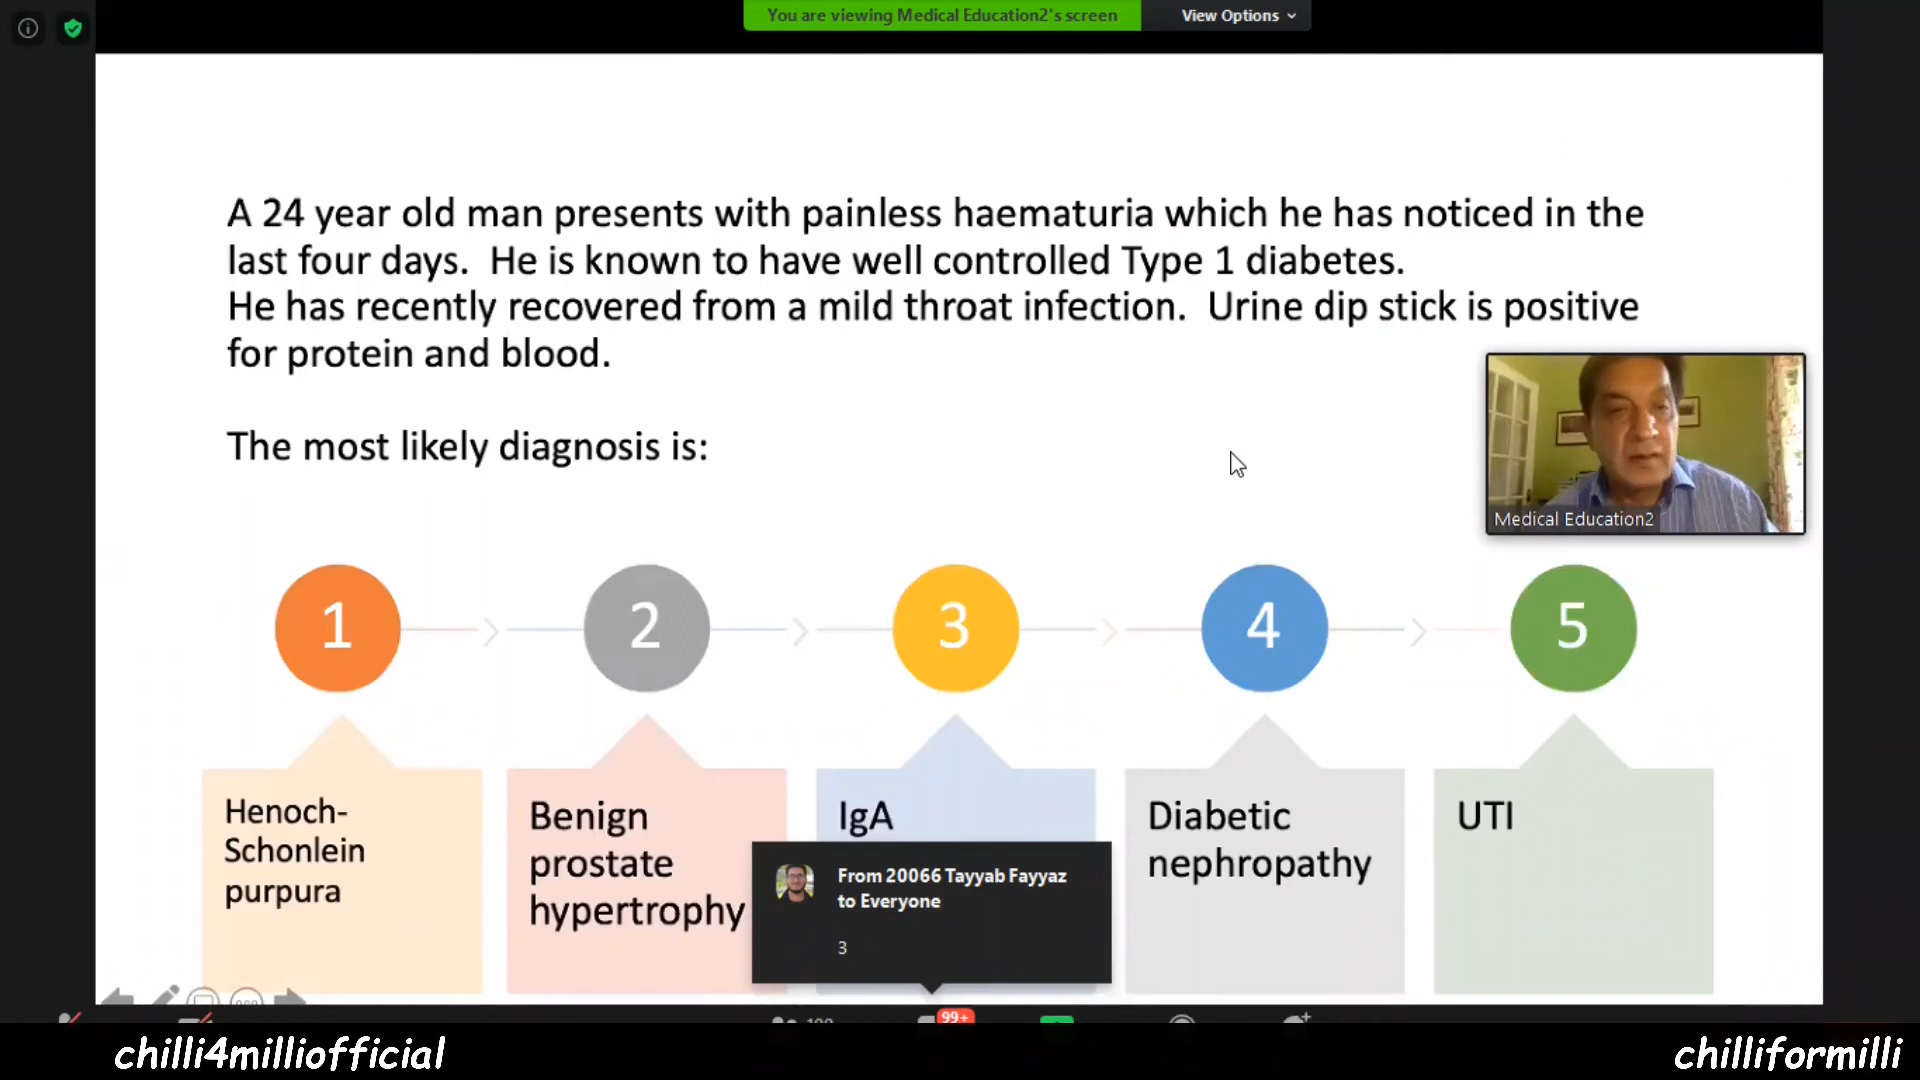 You are viewing Medical Education2's screen
View Options
A 24 year old man presents with painless haematuria which he has noticed in the
last four days.  He is known to have well controlled Type 1 diabetes.
He has recently recovered from a mild throat infection.  Urine dip stick is positive
for protein and blood.
The most likely diagnosis is:
Medical Education2
1
2
3
4
5
Henoch-
Schonlein
purpura
Benign
prostate
hypertrophy
IgA
From 20066 Tayyab Fayyaz
to Everyone
3
Diabetic
nephropathy
UTI
99+
chilli4milliofficial
chilliformilli